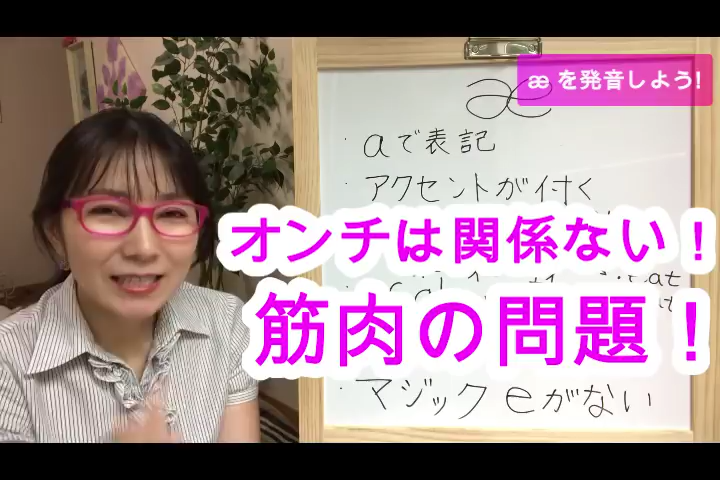 æ を発音しよう!
æ
・aで表記
・アクセントが付く
オンチは関係ない！
筋肉の問題！
・マジックeがない